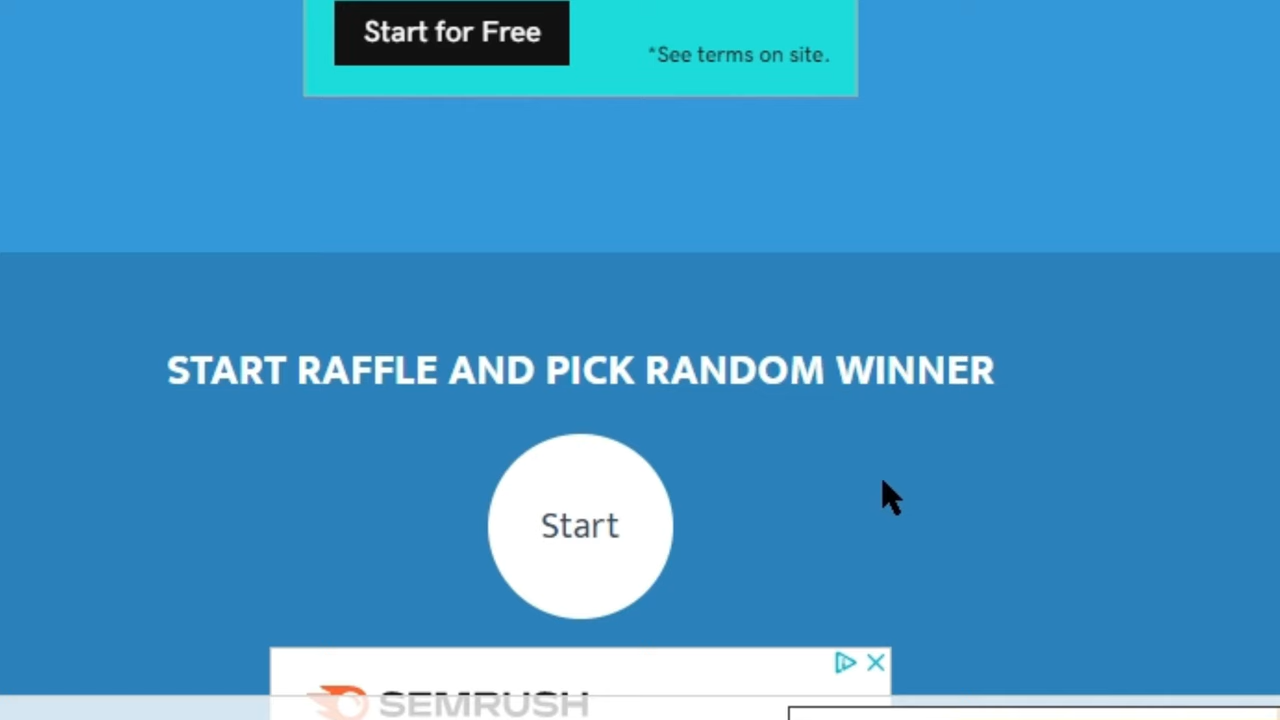 Start for Free
*See terms on site.
START RAFFLE AND PICK RANDOM WINNER
Start
SEMRUSH